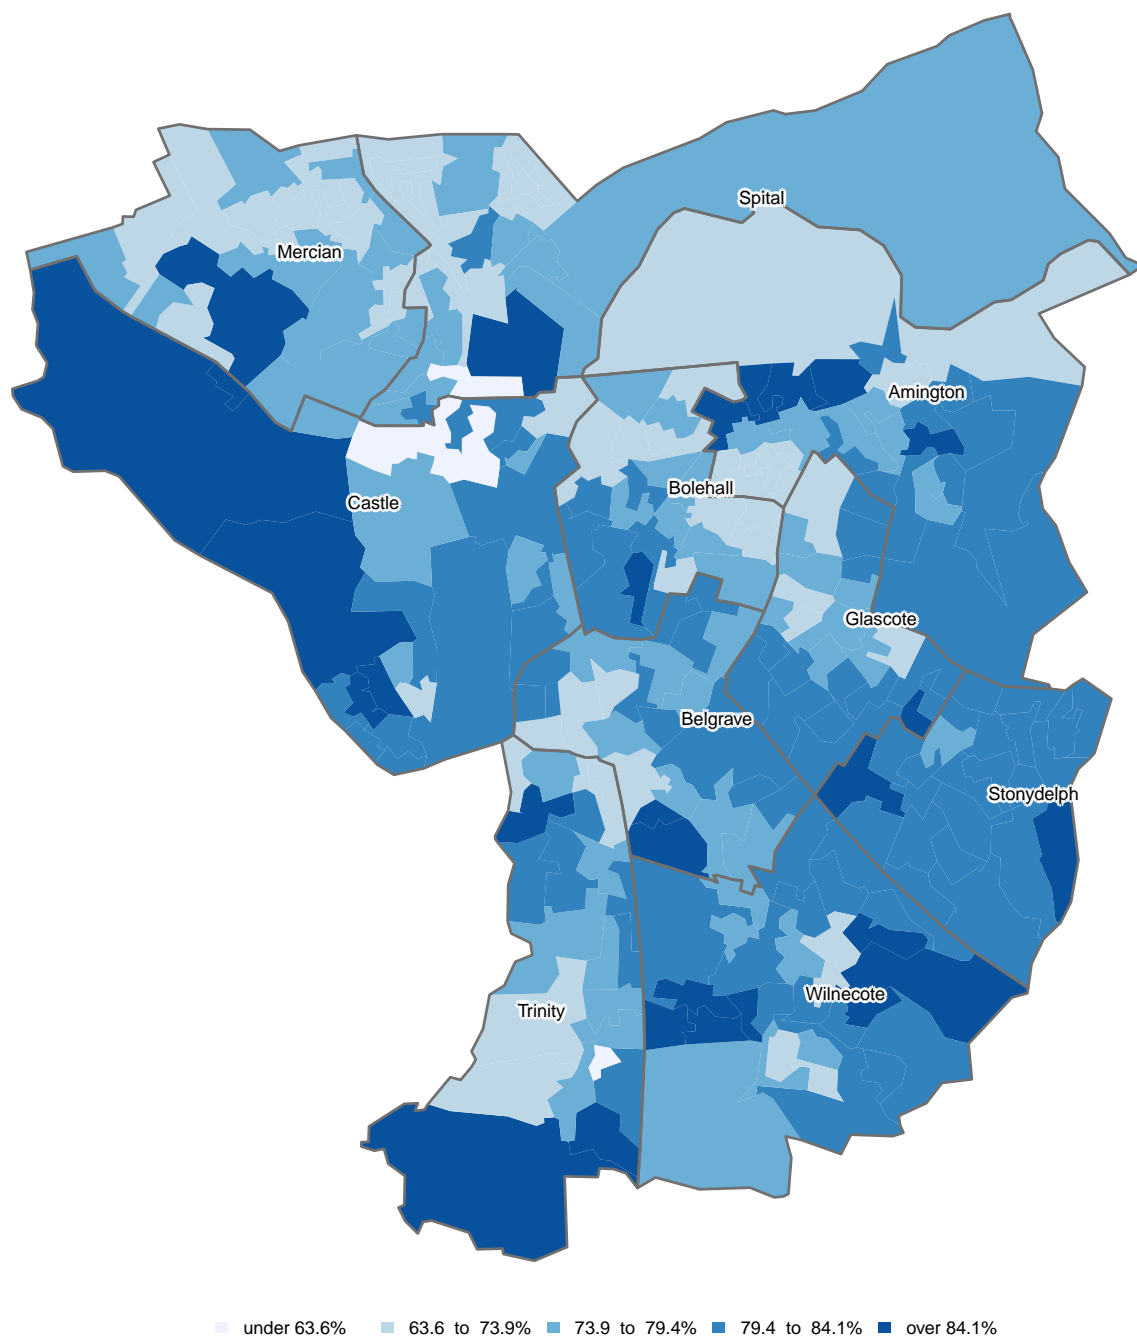 Spital
Mercian
Amington
Bolehall
Castle
Glascote
Belgrave
Stonydelph
Wilnecote
Trinity
under 63.6% 63.6 to 73.9% 73.9 to 79.4% 79.4 to 84.1% over 84.1%